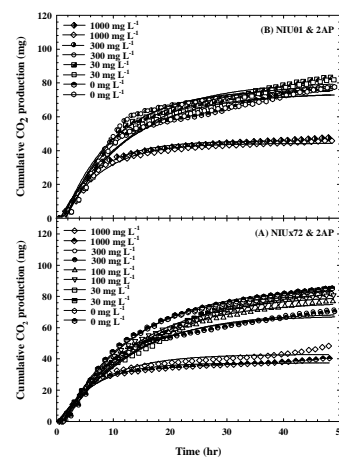 120
(B) NIU01 & 2AP
1000 mg L-1
1000 mg L-1
300 mg L-1
300 mg L-1
30 mg L-1
30 mg L-1
0 mg L-1
0 mg L-1
100
80
60
40
20
0
Cumulative CO2 production (mg)
120
(A) NIUx72 & 2AP
1000 mg L-1
1000 mg L-1
300 mg L-1
300 mg L-1
100 mg L-1
100 mg L-1
30 mg L-1
30 mg L-1
0 mg L-1
0 mg L-1
100
80
60
40
20
0
Cumulative CO2 production (mg)
0 10 20 30 40 50
Time (hr)